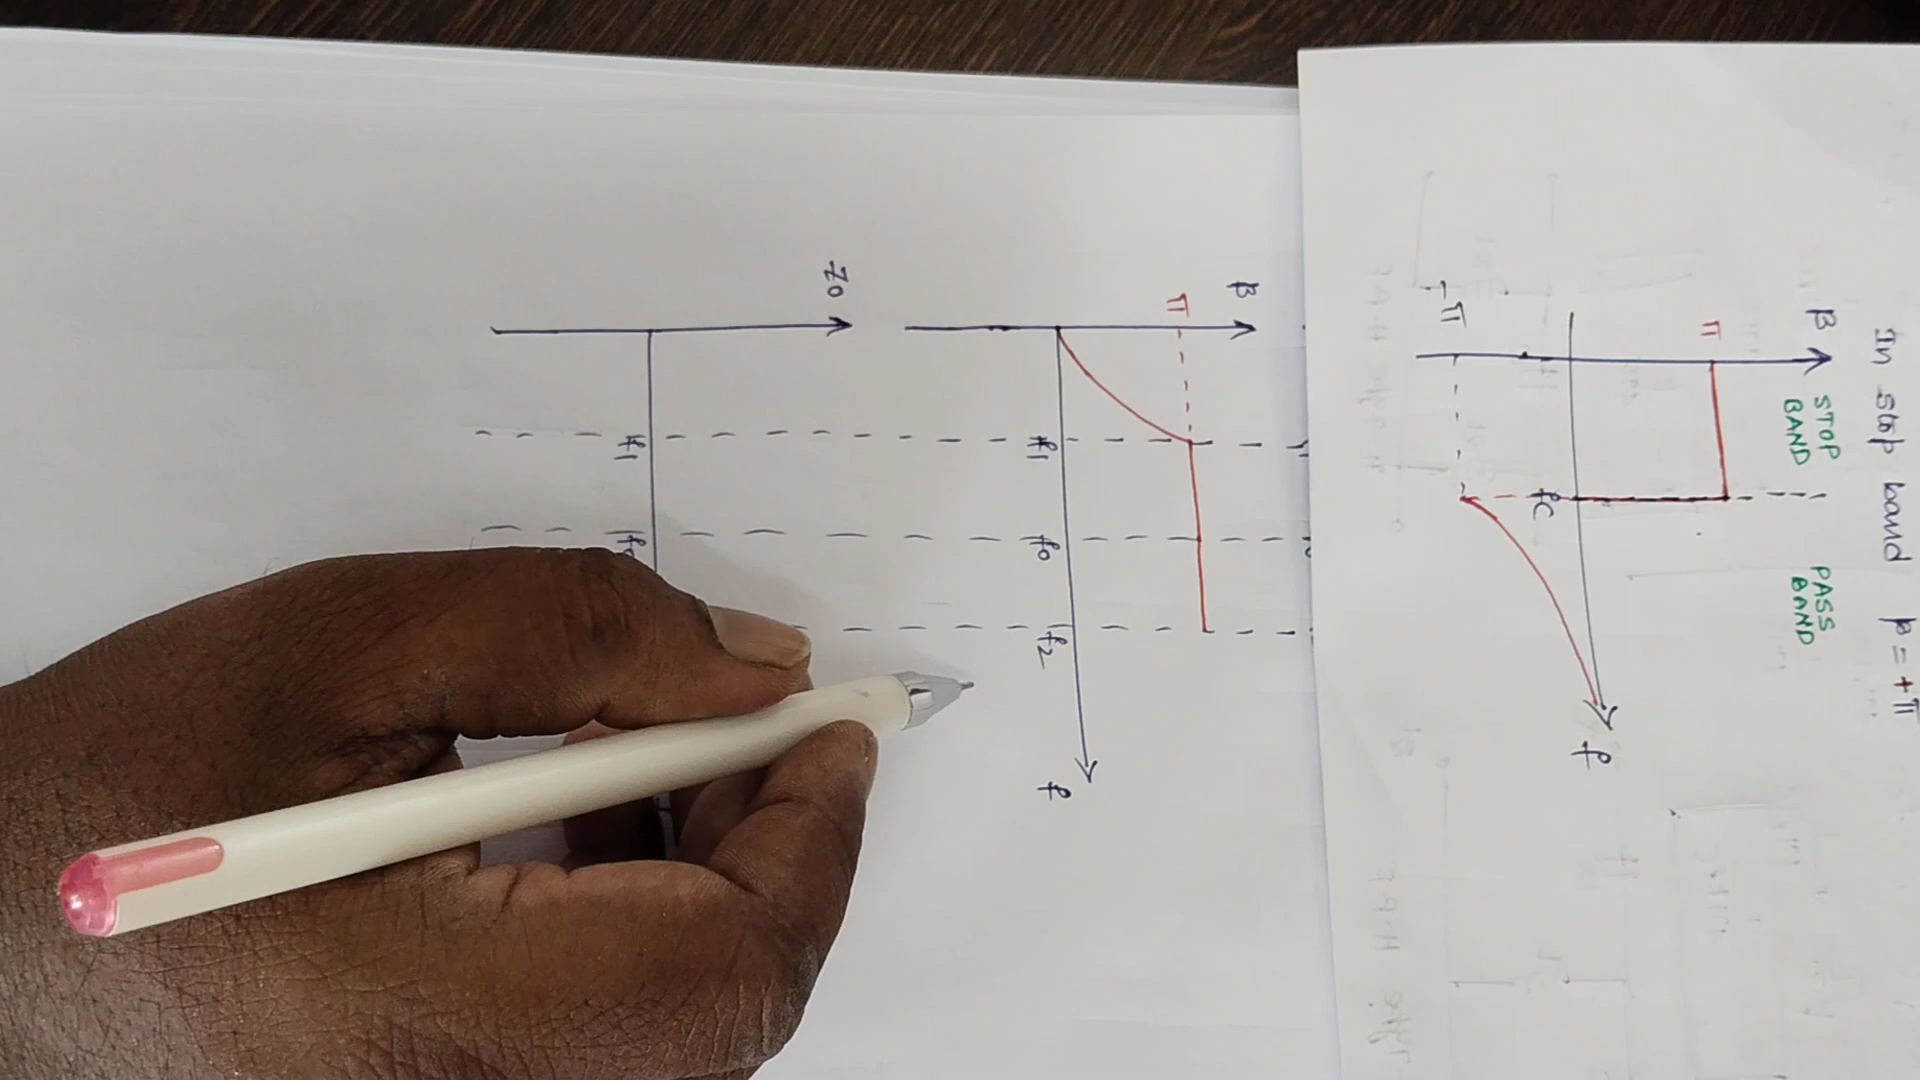 In stop band β = +π
STOP
BAND
PASS
BAND
β
π
fc
-π
f
β
π
f1
f0
f2
f
Z0
f1